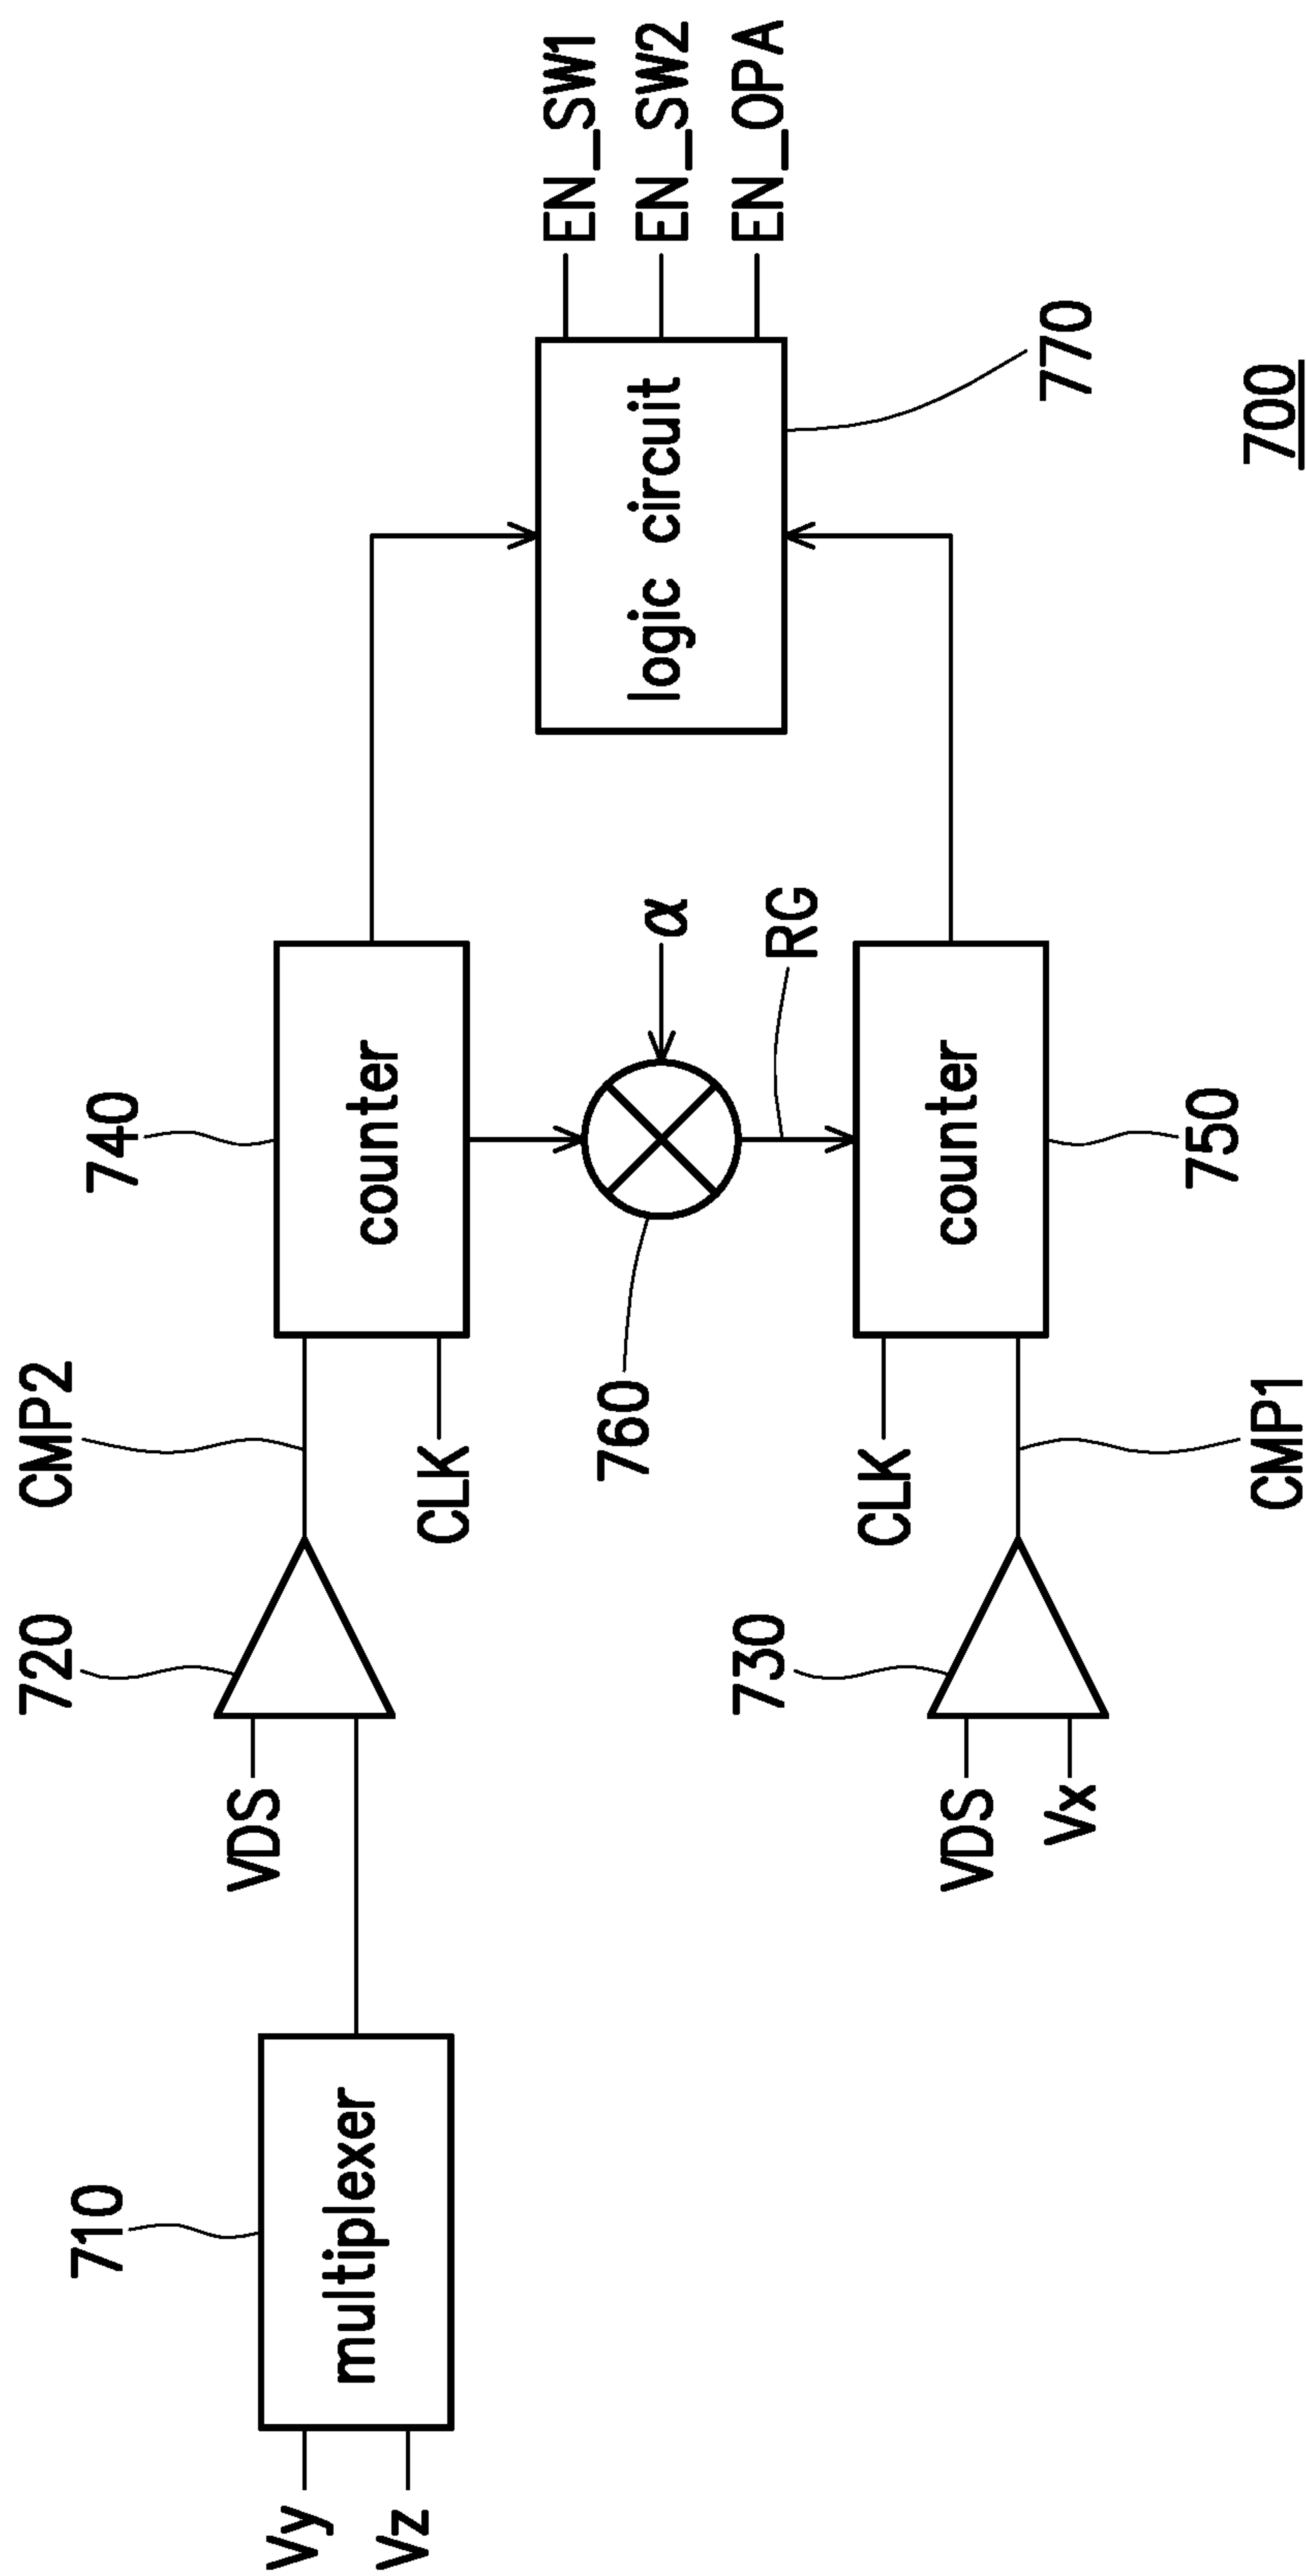 710
Vy
Vz
multiplexer
720
VDS
CMP2
CLK
740
counter
760
α
RG
730
VDS
Vx
CMP1
CLK
counter
750
logic circuit
770
EN_SW1
EN_SW2
EN_OPA
700